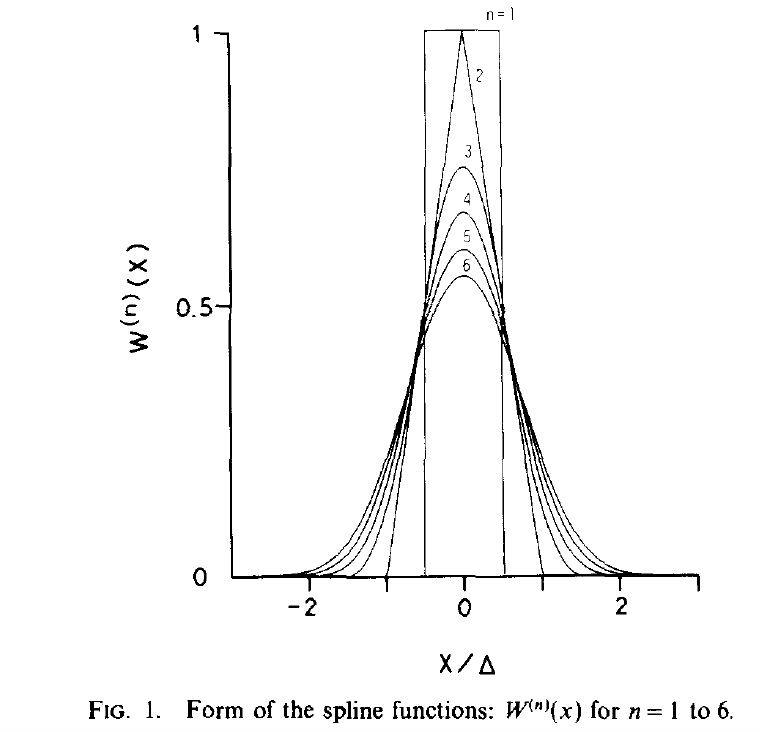 n=1
1
2
3
4
5
6
0.5
W(n)(X)
0
-2
0
2
X/Δ
FIG. 1. Form of the spline functions: W(n)(x) for n = 1 to 6.